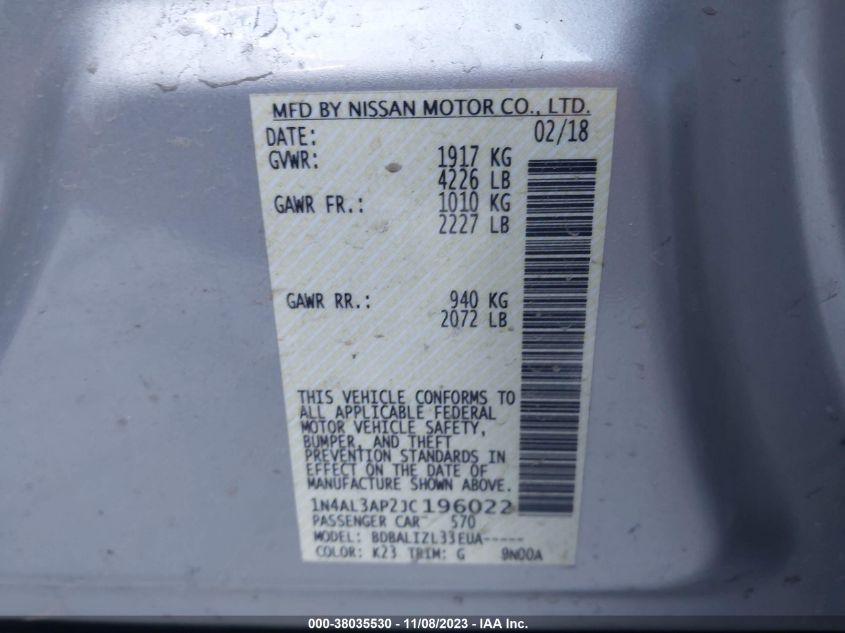 MFD BY NISSAN MOTOR CO., LTD.
DATE: 02/18
GVWR: 1917 KG
4226 LB
GAWR FR.: 1010 KG
2227 LB
GAWR RR.: 940 KG
2072 LB
THIS VEHICLE CONFORMS TO
ALL APPLICABLE FEDERAL
MOTOR VEHICLE SAFETY,
BUMPER, AND THEFT
PREVENTION STANDARDS IN
EFFECT ON THE DATE OF
MANUFACTURE SHOWN ABOVE.
1N4AL3AP2JC196022
PASSENGER CAR 570
MODEL: BDBALIZL33EUA-----
COLOR: K23 TRIM: G 9N00A
000-38035530 - 11/08/2023 - IAA Inc.